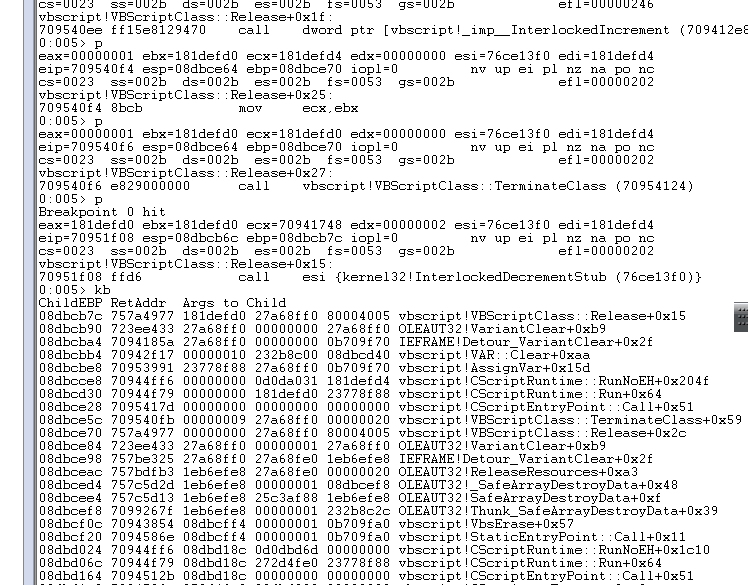 cs=0023  ss=002b  ds=002b  es=002b  fs=0053  gs=002b             efl=00000246
vbscript!VBScriptClass::Release+0x1f:
709540ee ff15e8129470    call    dword ptr [vbscript!_imp__InterlockedIncrement (709412e8
0:005> p
eax=00000001 ebx=181defd0 ecx=181defd4 edx=00000000 esi=76ce13f0 edi=181defd4
eip=709540f4 esp=08dbce64 ebp=08dbce70 iopl=0         nv up ei pl nz na po nc
cs=0023  ss=002b  ds=002b  es=002b  fs=0053  gs=002b             efl=00000202
vbscript!VBScriptClass::Release+0x25:
709540f4 8bcb            mov     ecx,ebx
0:005> p
eax=00000001 ebx=181defd0 ecx=181defd0 edx=00000000 esi=76ce13f0 edi=181defd4
eip=709540f6 esp=08dbce64 ebp=08dbce70 iopl=0         nv up ei pl nz na po nc
cs=0023  ss=002b  ds=002b  es=002b  fs=0053  gs=002b             efl=00000202
vbscript!VBScriptClass::Release+0x27:
709540f6 e829000000      call    vbscript!VBScriptClass::TerminateClass (70954124)
0:005> p
Breakpoint 0 hit
eax=181defd0 ebx=181defd0 ecx=70941748 edx=00000002 esi=76ce13f0 edi=181defd4
eip=70951f08 esp=08dbcb6c ebp=08dbcb7c iopl=0         nv up ei pl nz na po nc
cs=0023  ss=002b  ds=002b  es=002b  fs=0053  gs=002b             efl=00000202
vbscript!VBScriptClass::Release+0x15:
70951f08 ffd6            call    esi {kernel32!InterlockedDecrementStub (76ce13f0)}
0:005> kb
ChildEBP RetAddr  Args to Child
08dbcb7c 757a4977 181defd0 27a68ff0 80004005 vbscript!VBScriptClass::Release+0x15
08dbcb90 723ee433 27a68ff0 00000000 27a68ff0 OLEAUT32!VariantClear+0xb9
08dbcba4 7094185a 27a68ff0 00000000 0b709f70 IEFRAME!Detour_VariantClear+0x2f
08dbcbb4 70942f17 00000010 232b8c00 08dbcd40 vbscript!VAR::Clear+0xaa
08dbcbe8 70953991 23778f88 27a68ff0 0b709f70 vbscript!AssignVar+0x15d
08dbcce8 70944ff6 00000000 0d0da031 181defd4 vbscript!CScriptRuntime::RunNoEH+0x204f
08dbcd30 70944f79 00000000 181defd0 23778f88 vbscript!CScriptRuntime::Run+0x64
08dbce28 7095417d 00000000 00000000 00000000 vbscript!CScriptEntryPoint::Call+0x51
08dbce5c 709540fb 00000009 27a68ff0 00000020 vbscript!VBScriptClass::TerminateClass+0x59
08dbce70 757a4977 00000000 27a68ff0 80004005 vbscript!VBScriptClass::Release+0x2c
08dbce84 723ee433 27a68ff0 00000001 27a68ff0 OLEAUT32!VariantClear+0xb9
08dbce98 757be325 27a68ff0 27a68fe0 1eb6efe8 IEFRAME!Detour_VariantClear+0x2f
08dbceac 757bdfb3 1eb6efe8 27a68fe0 00000020 OLEAUT32!ReleaseResources+0xa3
08dbced4 757c5d2d 1eb6efe8 00000001 08dbcef8 OLEAUT32!_SafeArrayDestroyData+0x48
08dbcee4 757c5d13 1eb6efe8 25c3af88 1eb6efe8 OLEAUT32!SafeArrayDestroyData+0xf
08dbcef8 7099267f 1eb6efe8 00000001 232b8c2c OLEAUT32!Thunk_SafeArrayDestroyData+0x39
08dbcf0c 70943854 08dbcff4 00000001 0b709fa0 vbscript!VbsErase+0x57
08dbcf20 7094586e 08dbcff4 00000001 0b709fa0 vbscript!StaticEntryPoint::Call+0x11
08dbd024 70944ff6 08dbd18c 0d0dbd6d 00000000 vbscript!CScriptRuntime::RunNoEH+0x1c10
08dbd06c 70944f79 08dbd18c 272d4fe0 23778f88 vbscript!CScriptRuntime::Run+0x64
08dbd164 7094512b 08dbd18c 00000000 00000000 vbscript!CScriptEntryPoint::Call+0x51